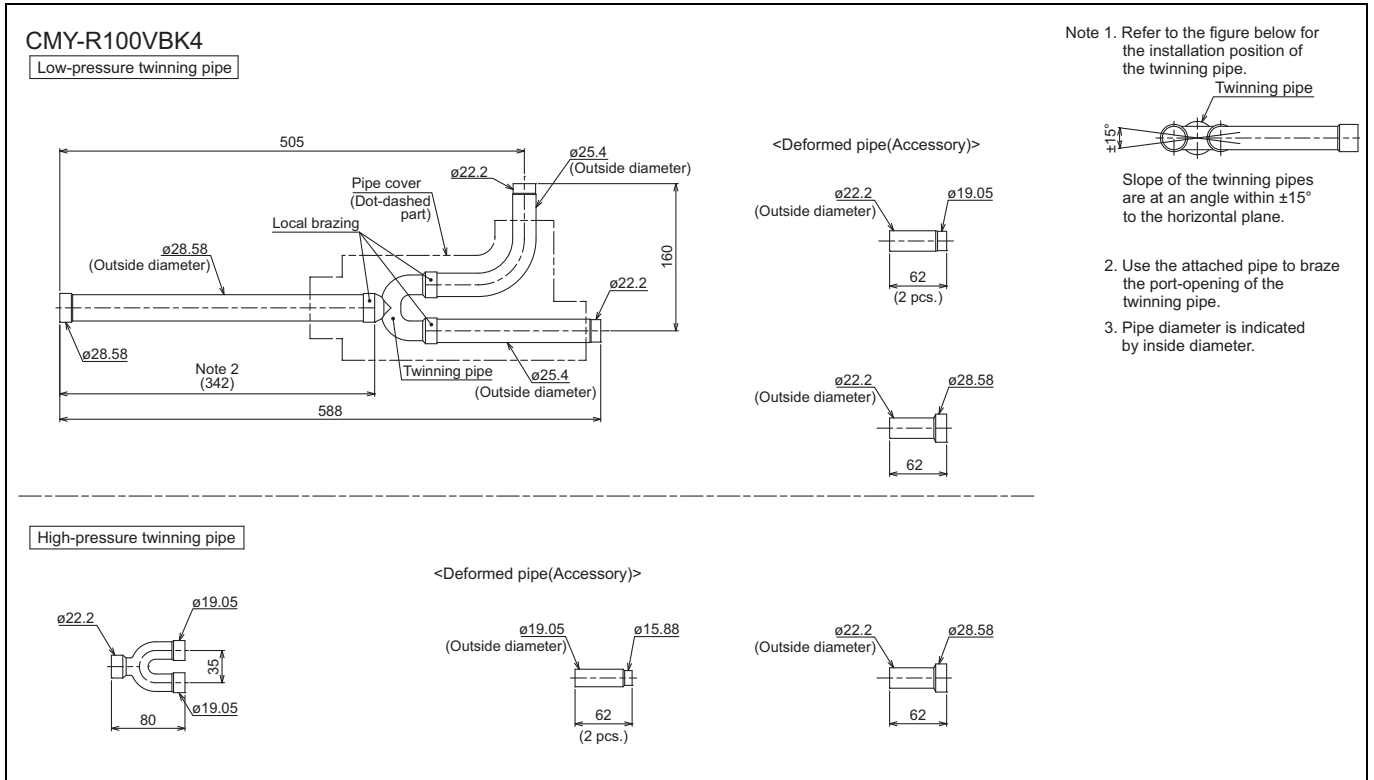 CMY-R100VBK4
Low-pressure twinning pipe
505
ø25.4
(Outside diameter)
ø22.2
Pipe cover
(Dot-dashed
part)
Local brazing
ø28.58
(Outside diameter)
160
ø22.2
ø28.58
Note 2
(342)
Twinning pipe
ø25.4
(Outside diameter)
588
<Deformed pipe(Accessory)>
ø22.2
(Outside diameter)
ø19.05
62
(2 pcs.)
ø22.2
(Outside diameter)
ø28.58
62
Note 1. Refer to the figure below for
the installation position of
the twinning pipe.
Twinning pipe
±15°
Slope of the twinning pipes
are at an angle within ±15°
to the horizontal plane.
2. Use the attached pipe to braze
the port-opening of the
twinning pipe.
3. Pipe diameter is indicated
by inside diameter.
High-pressure twinning pipe
ø22.2
ø19.05
35
ø19.05
80
<Deformed pipe(Accessory)>
ø19.05
(Outside diameter)
ø15.88
62
(2 pcs.)
ø22.2
(Outside diameter)
ø28.58
62